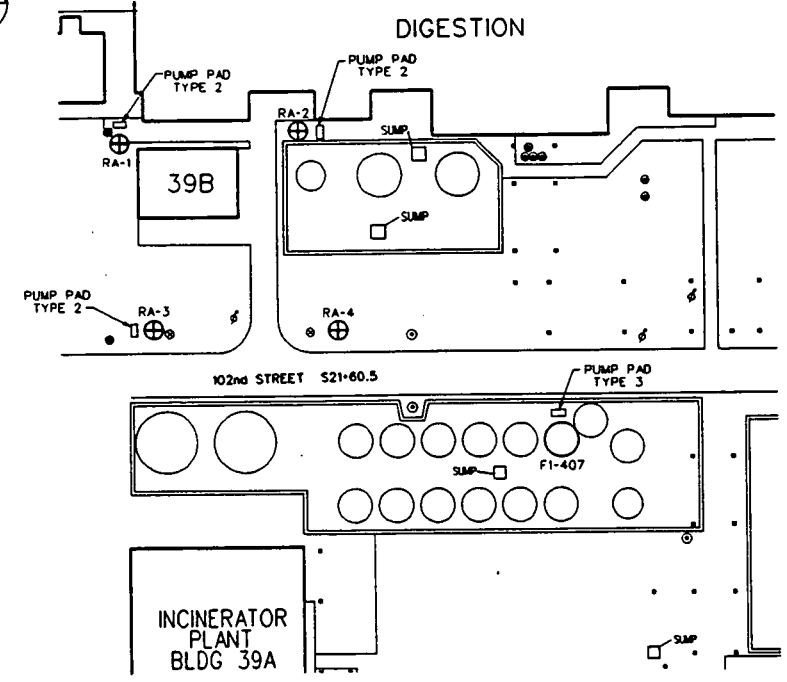 DIGESTION
PUMP PAD
TYPE 2
PUMP PAD
TYPE 2
RA-2
SUMP
RA-1
39B
SUMP
PUMP PAD
TYPE 2
RA-3
RA-4
102nd STREET S21+60.5
PUMP PAD
TYPE 3
F1-407
SUMP
INCINERATOR
PLANT
BLDG 39A
SUMP